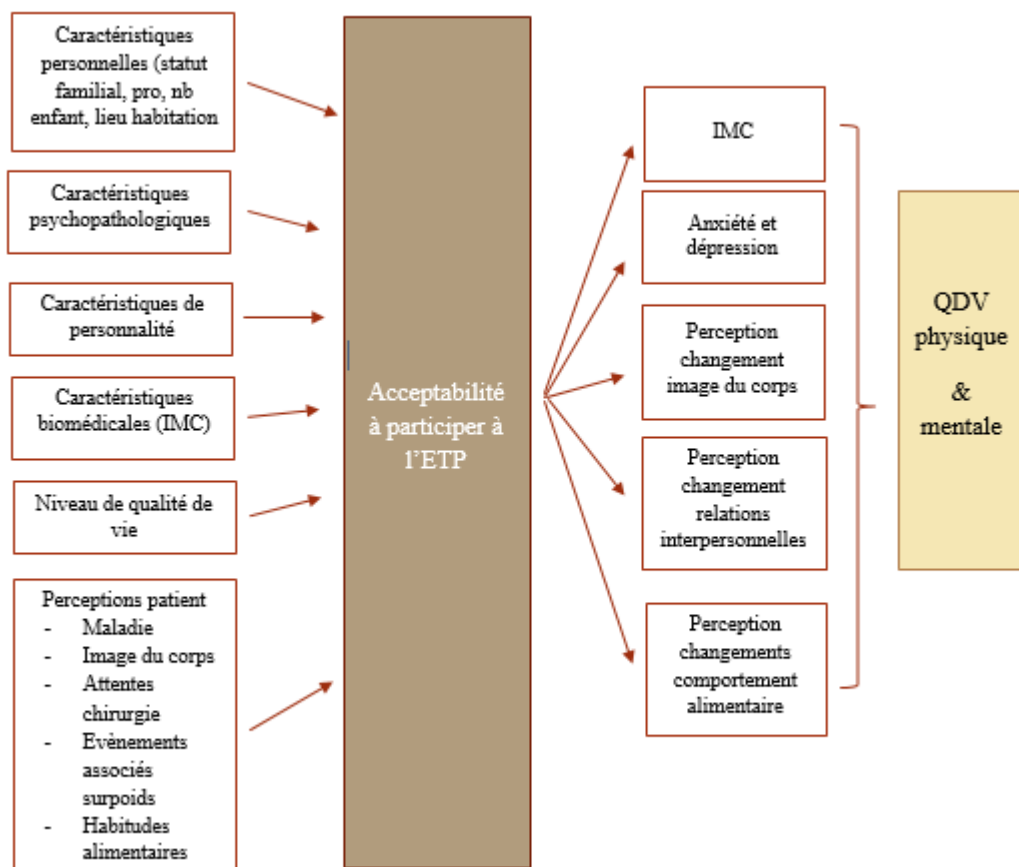 Caractéristiques
personnelles (statut
familial, pro, nb
enfant, lieu habitation
Caractéristiques
psychopathologiques
Caractéristiques de
personnalité
Caractéristiques
biomédicales (IMC)
Niveau de qualité de
vie
Perceptions patient
- Maladie
- Image du corps
- Attentes
chirurgie
- Evènements
associés
surpoids
- Habitudes
alimentaires
Acceptabilité
à participer à
l’ETP
IMC
Anxiété et
dépression
Perception
changement
image du corps
Perception
changement
relations
interpersonnelles
Perception
changements
comportement
alimentaire
QDV
physique
&
mentale